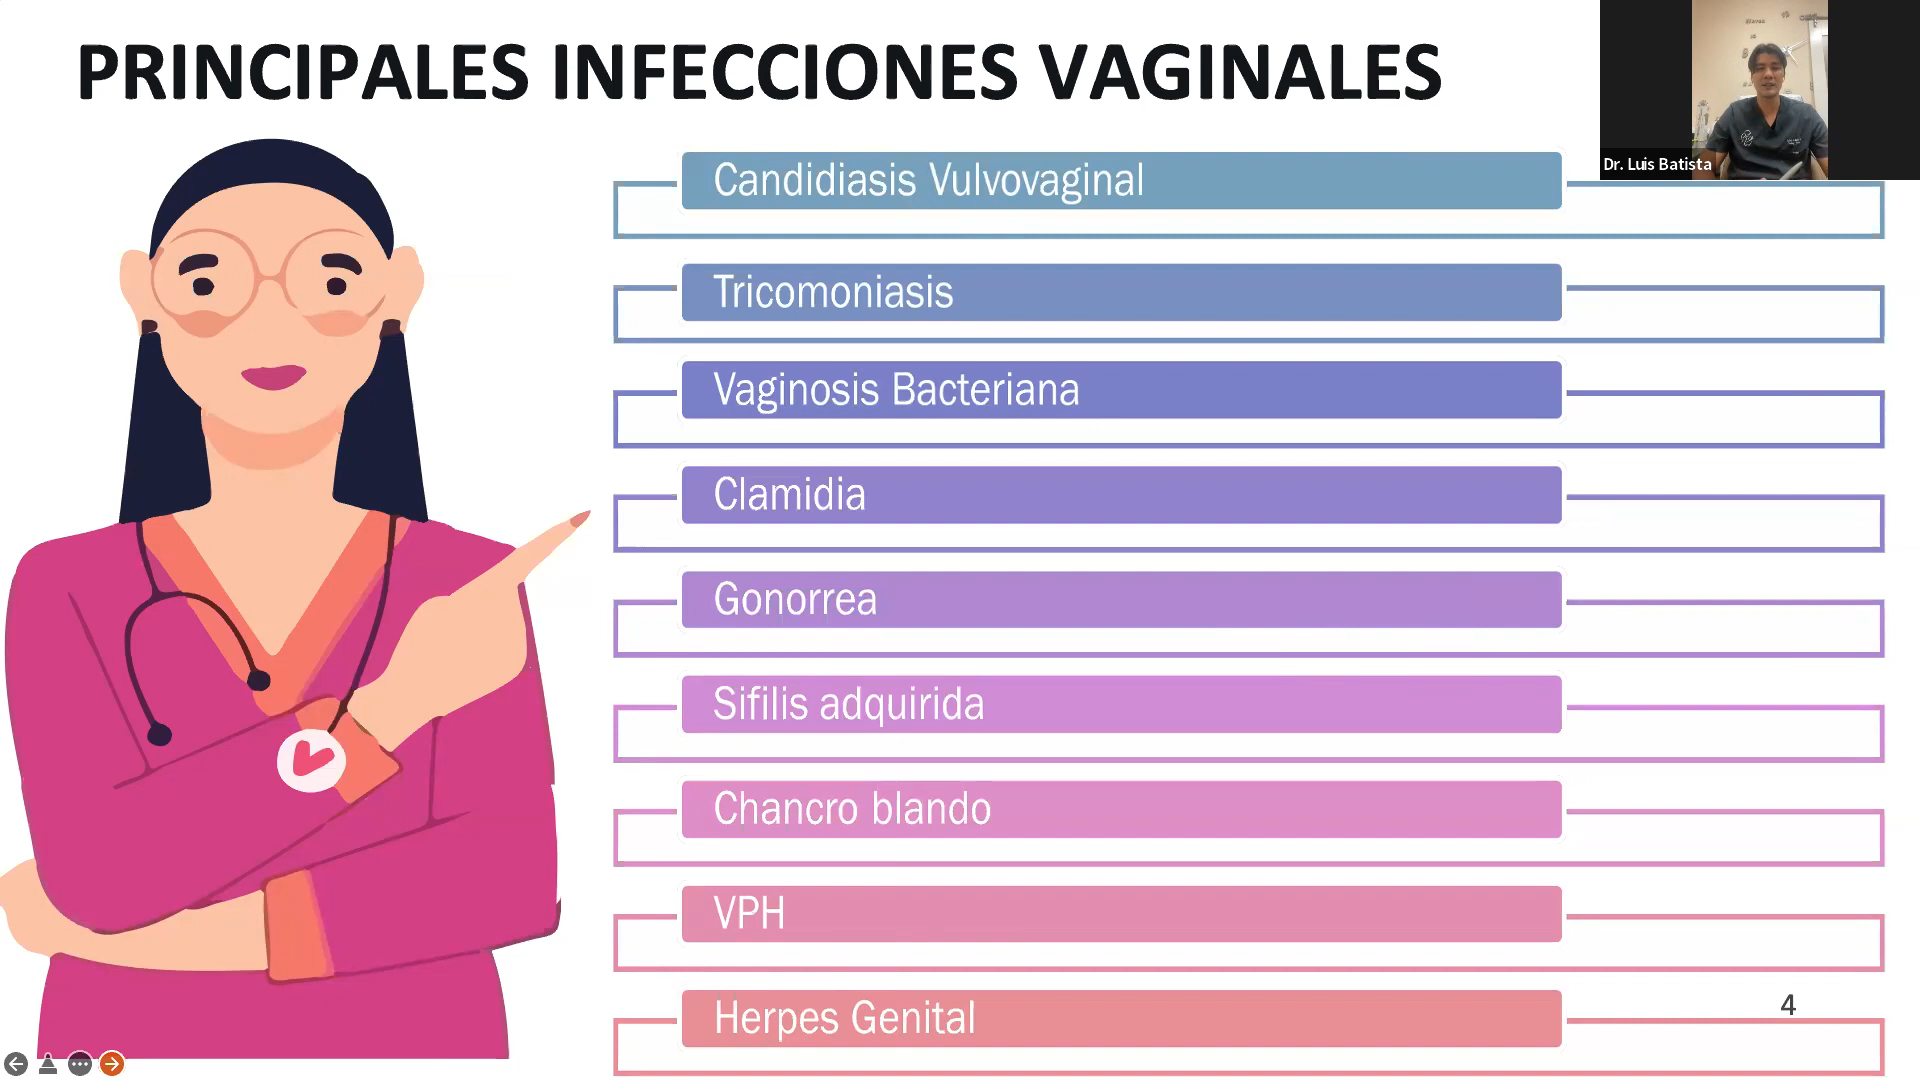 PRINCIPALES INFECCIONES VAGINALES
Dr. Luis Batista
Candidiasis Vulvovaginal
Tricomoniasis
Vaginosis Bacteriana
Clamidia
Gonorrea
Sifilis adquirida
Chancro blando
VPH
Herpes Genital
4